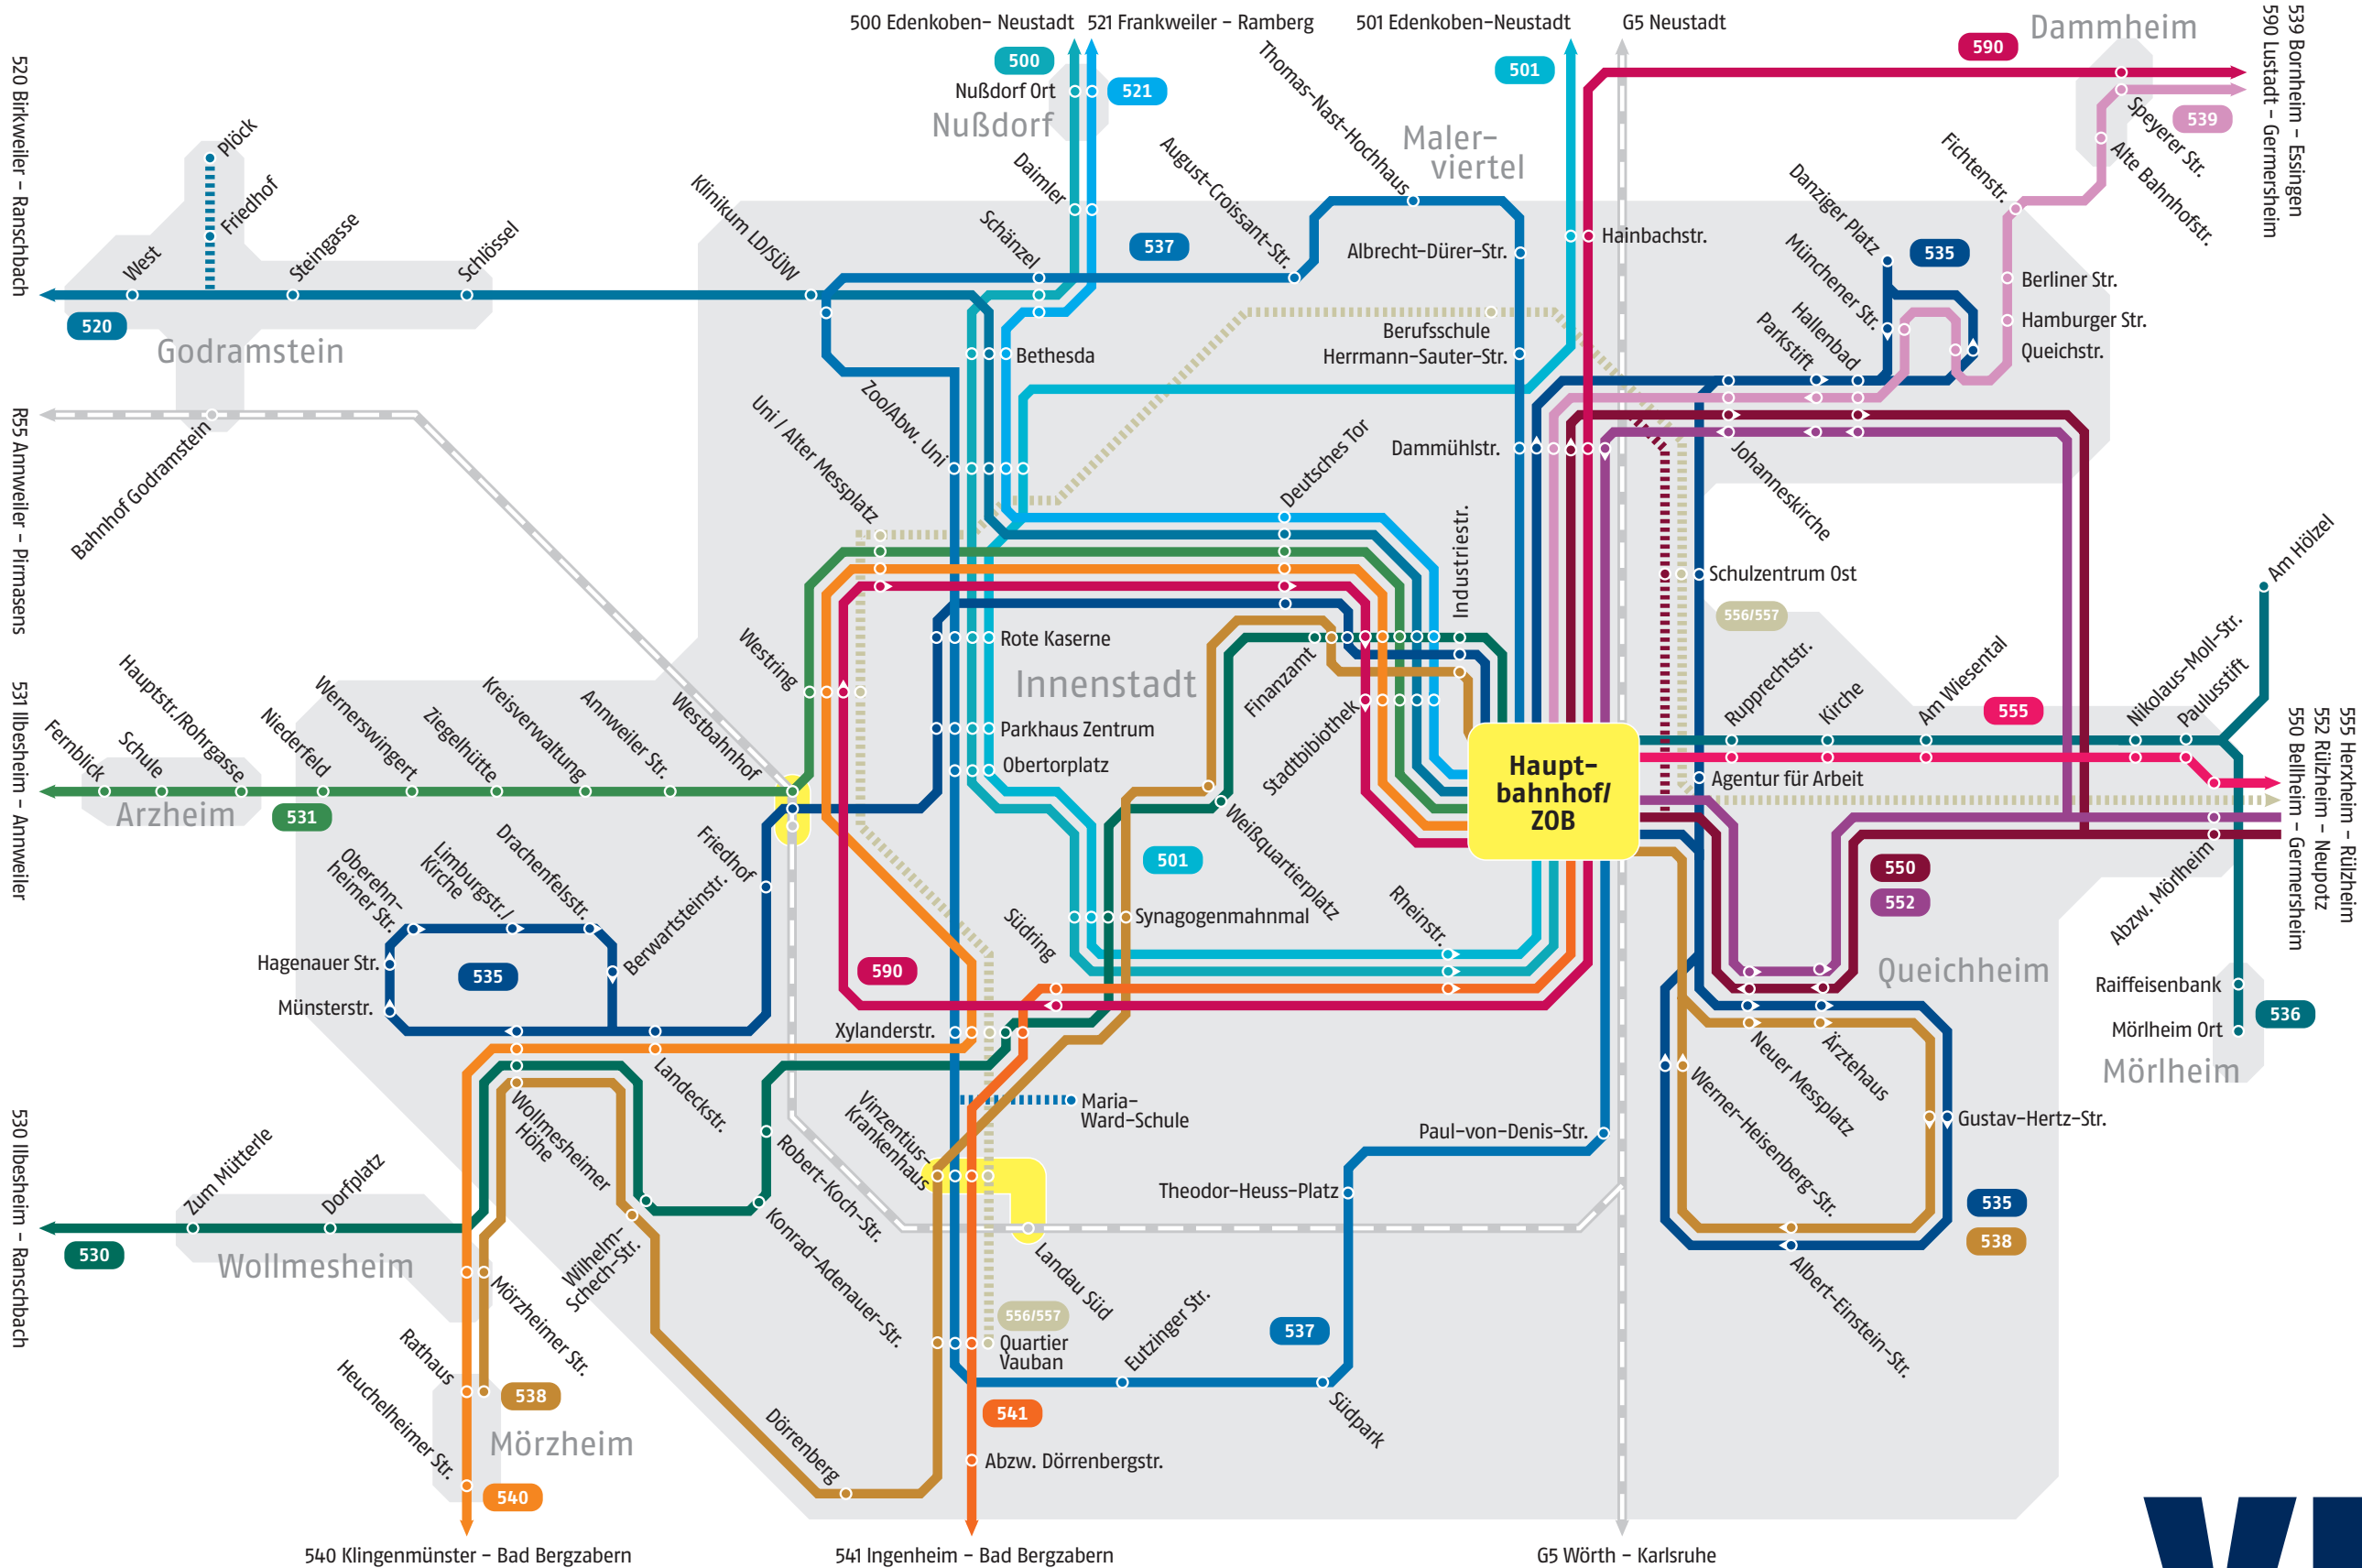 500 Edenkoben- Neustadt
521 Frankweiler - Ramberg
501 Edenkoben-Neustadt
G5 Neustadt
539 Bornheim - Essingen
590 Lustadt - Germersheim
Dammheim
590
500
501
521
Nußdorf Ort
Nußdorf
539
Speyerer Str.
Alte Bahnhofstr.
Thomas-Nast-Hochhaus
Maler-
viertel
August-Croissant-Str.
Fichtenstr.
520 Birkweiler - Ranschbach
Plöck
Friedhof
West
Steingasse
Schlössel
Klinikum LD/SÜW
Daimler
Schänzel
537
Albrecht-Dürer-Str.
Hainbachstr.
Danziger Platz
535
Münchener Str.
Hallenbad
Parkstift
Berliner Str.
Hamburger Str.
Queichstr.
520
Godramstein
Bethesda
Berufsschule
Herrmann-Sauter-Str.
R55 Annweiler - Pirmasens
Bahnhof Godramstein
Uni / Alter Messplatz
Zoo/Abw. Uni
Deutsches Tor
Dammühlstr.
Johanneskirche
Industriestr.
Schulzentrum Ost
556/557
Am Hölzel
Westring
Rote Kaserne
Innenstadt
Finanzamt
Stadtbibiothek
Parkhaus Zentrum
Obertorplatz
Rupprechtstr.
Kirche
Am Wiesental
555
Nikolaus-Moll-Str.
Paulusstift
531 Ilbesheim - Annweiler
Fernblick
Schule
Hauptstr./Rohrgasse
Niederfeld
Wernerswingert
Ziegelhütte
Kreisverwaltung
Annweiler Str.
Westbahnhof
Arzheim
531
Haupt-
bahnhof/
ZOB
Agentur für Arbeit
555 Herxheim - Rülzheim
552 Rülzheim - Neupotz
550 Bellheim - Germersheim
Weißquartierplatz
501
Synagogenmahnmal
Südring
Rheinstr.
550
552
Abzw. Mörlheim
Queichheim
Raiffeisenbank
Mörlheim Ort
536
Mörlheim
Oberehn-
heimer Str.
Limburgstr./
Kirche
Drachenfelsstr.
Berwartsteinstr.
Friedhof
Hagenauer Str.
Münsterstr.
535
590
Xylanderstr.
Landeckstr.
Wollmesheimer
Höhe
Vinzentius-
Krankenhaus
Maria-
Ward-Schule
Neuer Messplatz
Ärztehaus
Werner-Heisenberg-Str.
Gustav-Hertz-Str.
Paul-von-Denis-Str.
Theodor-Heuss-Platz
530 Ilbesheim - Ranschbach
Zum Mütterle
Dorfplatz
530
Wollmesheim
Robert-Koch-Str.
Konrad-Adenauer-Str.
Wilhelm-
Schech-Str.
Landau Süd
535
538
Albert-Einstein-Str.
Mörzheimer Str.
Rathaus
Heuchelheimer Str.
538
Mörzheim
540
556/557
Quartier
Vauban
Eutzinger Str.
537
Südpark
Dörrenberg
541
Abzw. Dörrenbergstr.
540 Klingenmünster - Bad Bergzabern
541 Ingenheim - Bad Bergzabern
G5 Wörth - Karlsruhe